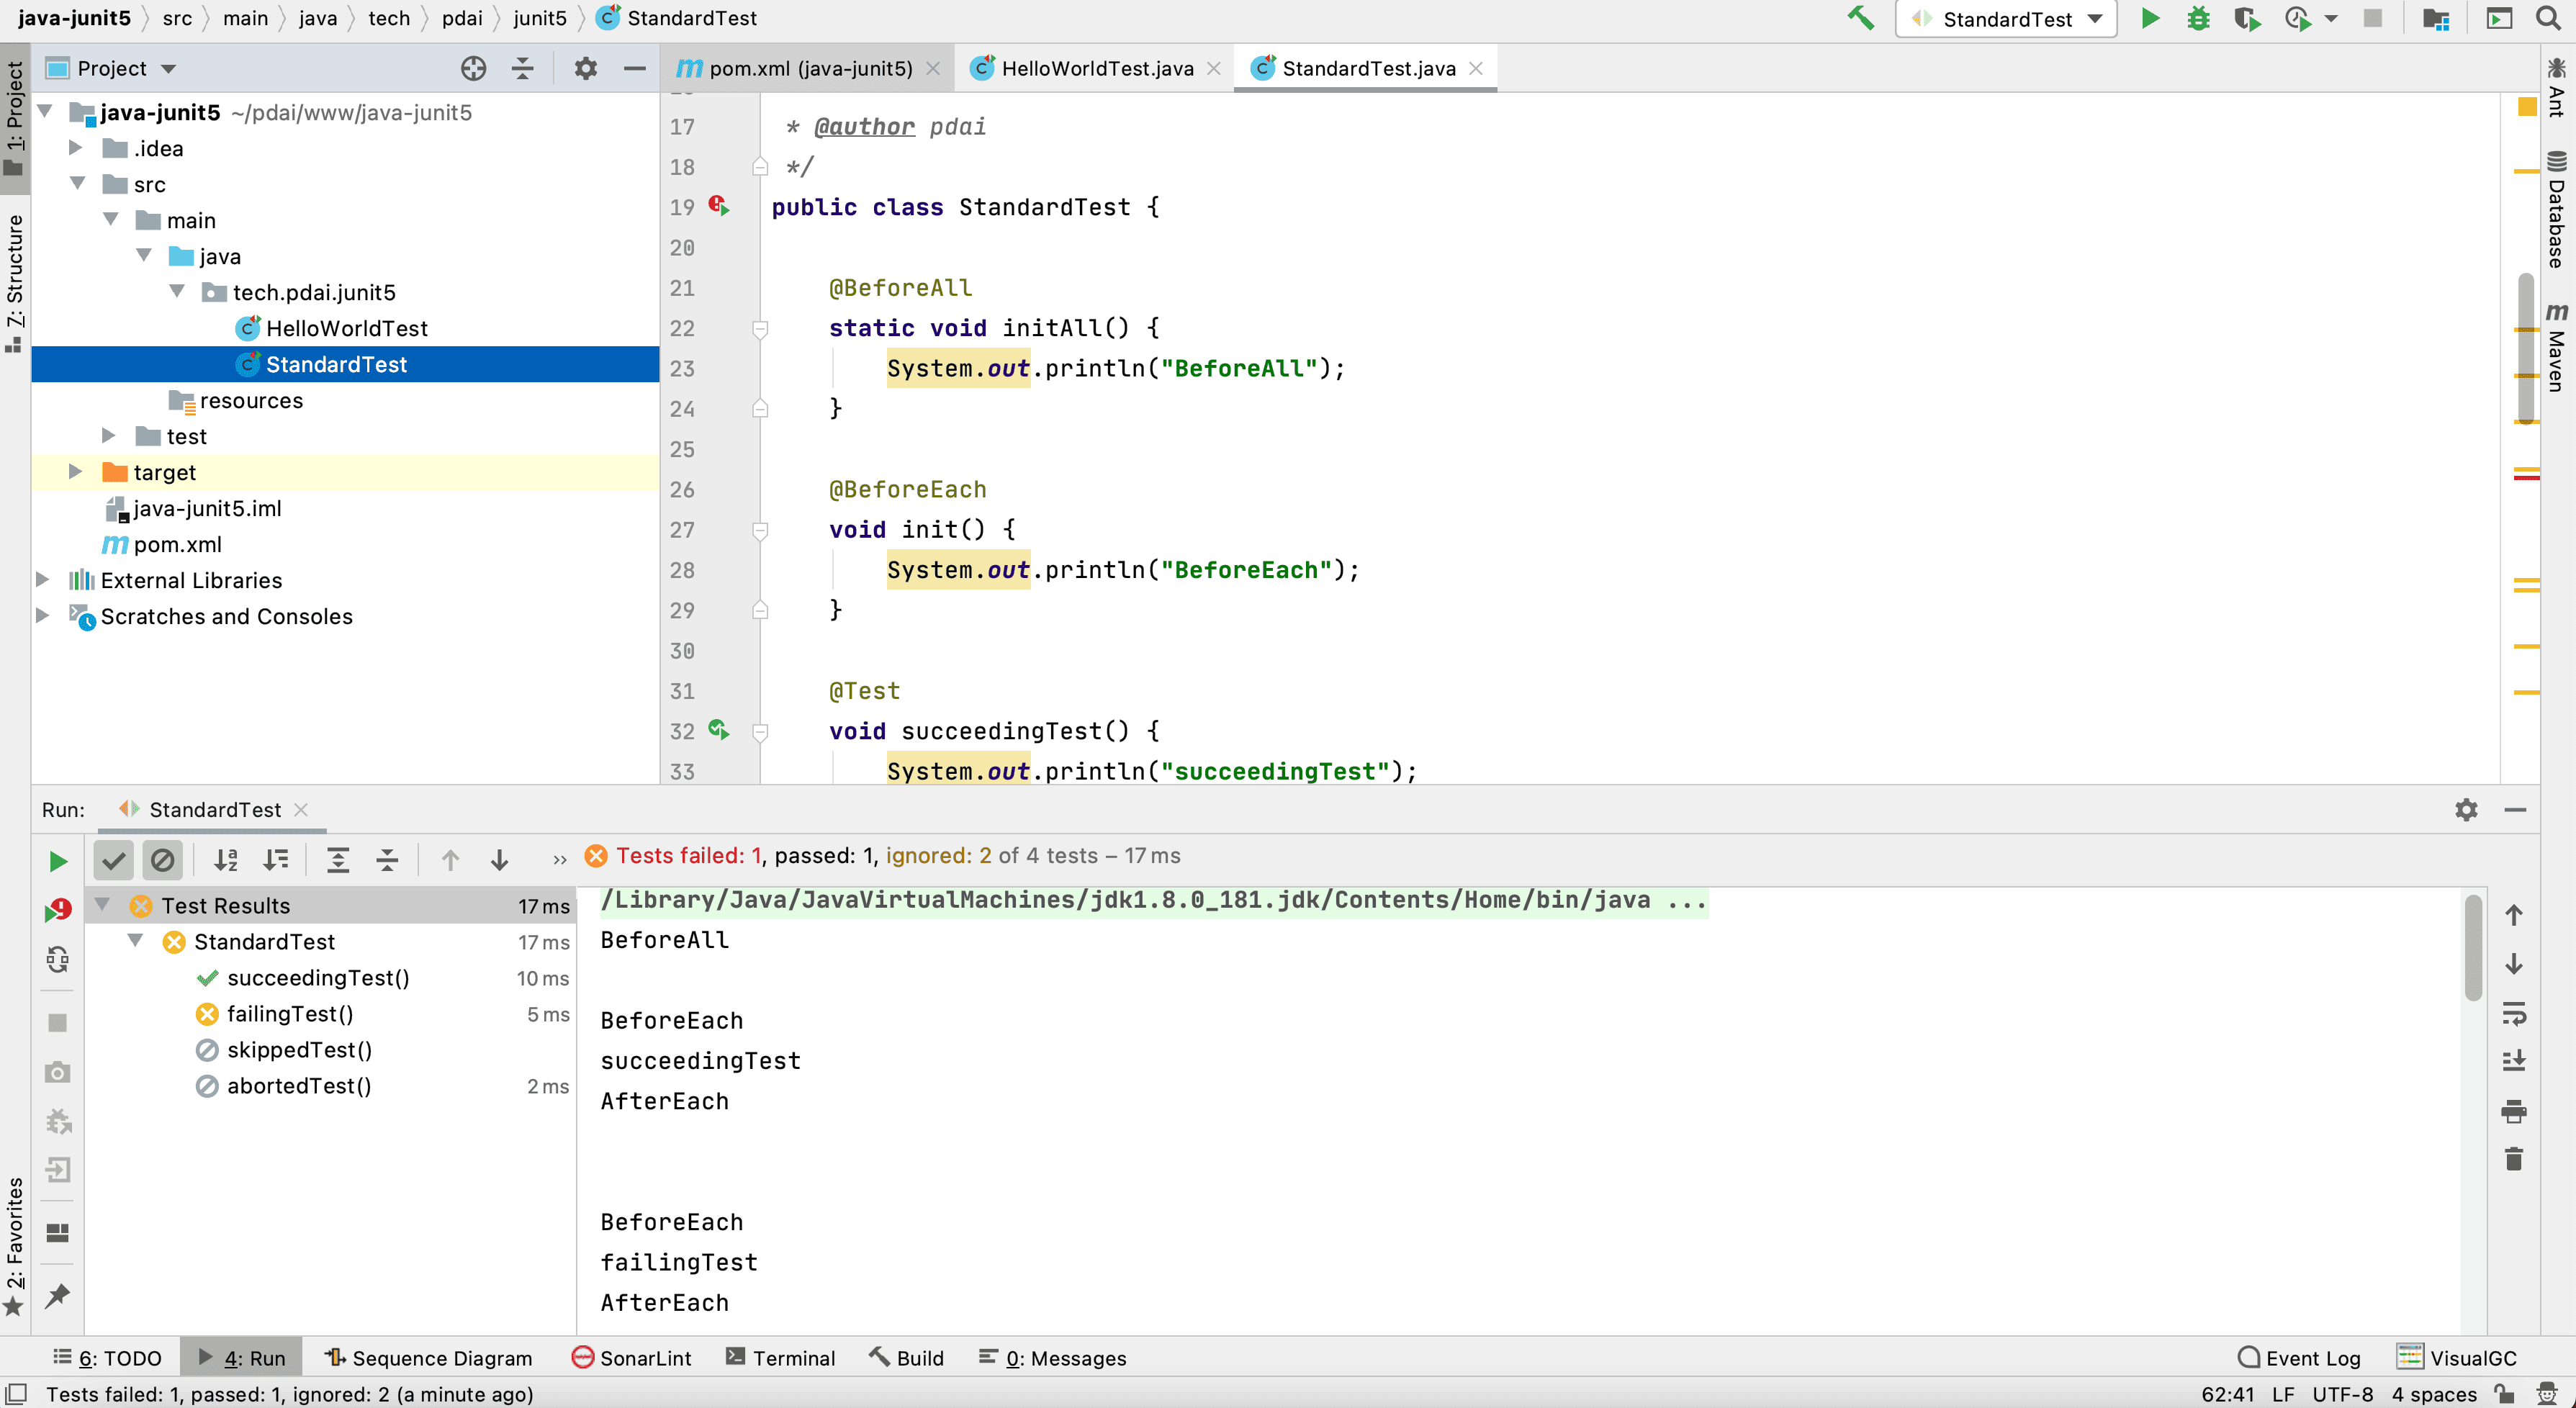 java-junit5 src main java tech pdai junit5 StandardTest
StandardTest
1: Project
Z: Structure
2: Favorites
Project
java-junit5 ~/pdai/www/java-junit5
.idea
src
main
java
tech.pdai.junit5
HelloWorldTest
StandardTest
resources
test
target
java-junit5.iml
pom.xml
External Libraries
Scratches and Consoles
pom.xml (java-junit5) HelloWorldTest.java StandardTest.java
17 * @author pdai
18 */
19 public class StandardTest {
20
21 @BeforeAll
22 static void initAll() {
23 System.out.println("BeforeAll");
24 }
25
26 @BeforeEach
27 void init() {
28 System.out.println("BeforeEach");
29 }
30
31 @Test
32 void succeedingTest() {
33 System.out.println("succeedingTest");
Ant
Database
Maven
Run: StandardTest
Tests failed: 1, passed: 1, ignored: 2 of 4 tests – 17 ms
Test Results 17 ms
StandardTest 17 ms
succeedingTest() 10 ms
failingTest() 5 ms
skippedTest()
abortedTest() 2 ms
/Library/Java/JavaVirtualMachines/jdk1.8.0_181.jdk/Contents/Home/bin/java ...
BeforeAll
BeforeEach
succeedingTest
AfterEach
BeforeEach
failingTest
AfterEach
6: TODO 4: Run Sequence Diagram SonarLint Terminal Build 0: Messages Event Log VisualGC
Tests failed: 1, passed: 1, ignored: 2 (a minute ago) 62:41 LF UTF-8 4 spaces